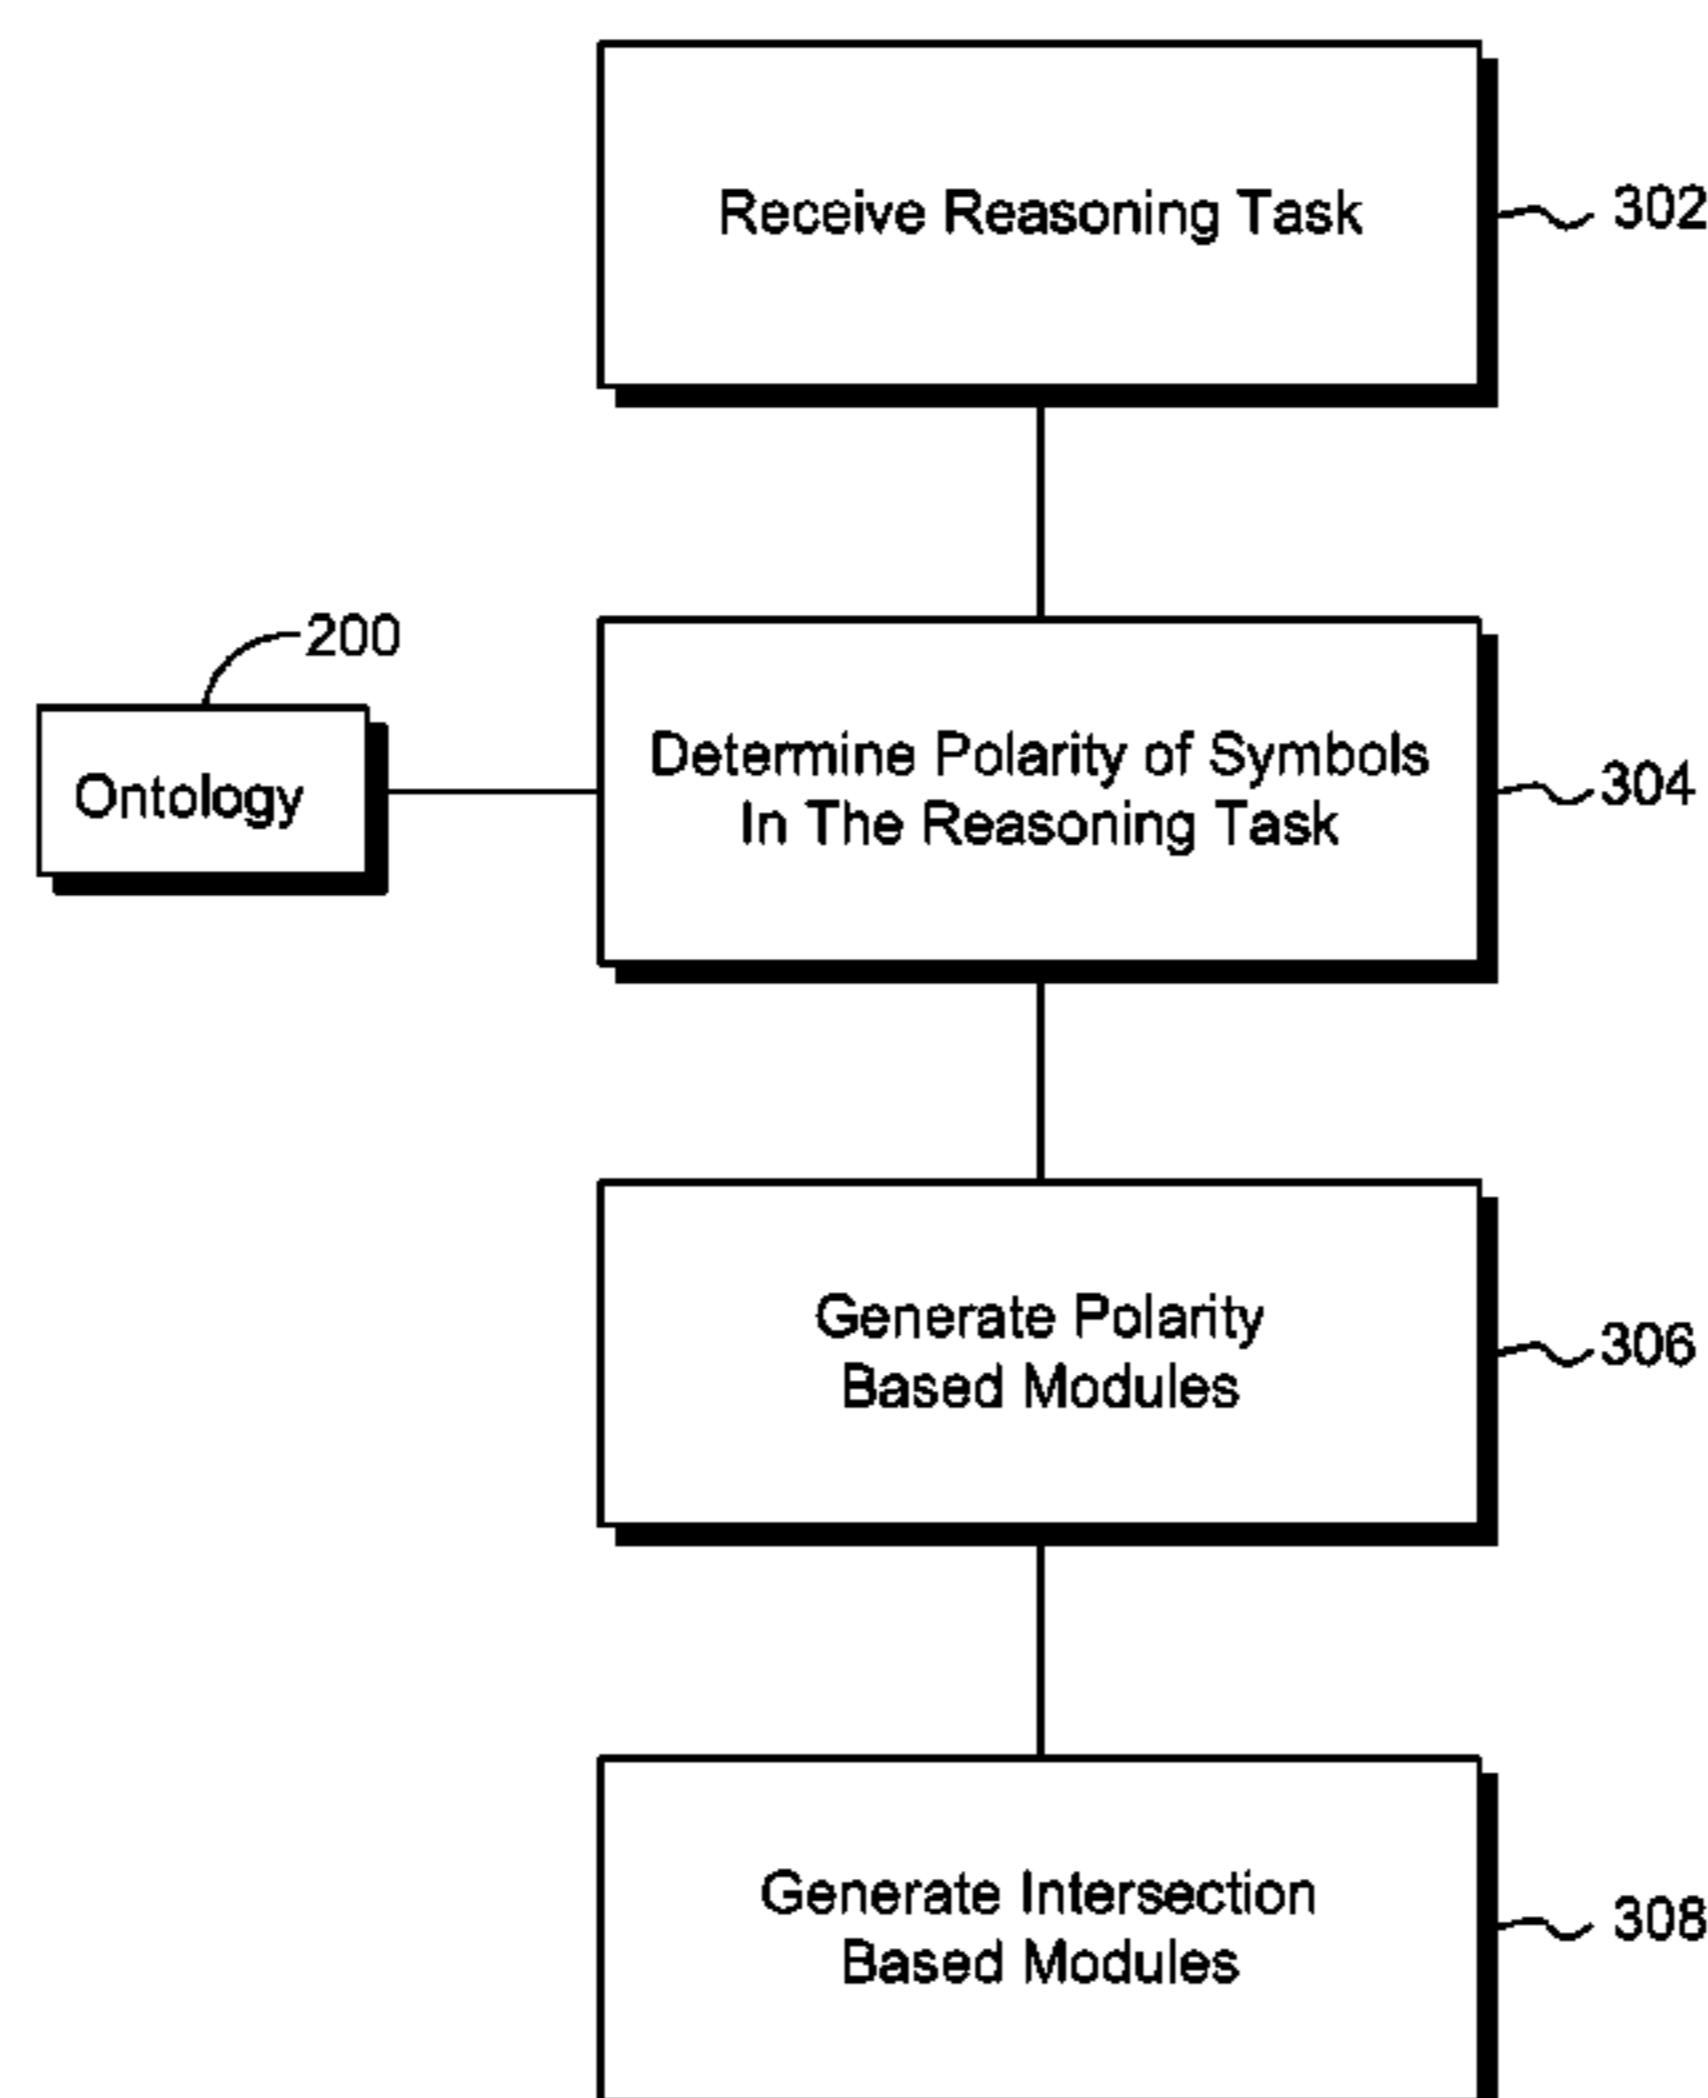 Receive Reasoning Task
302
200
Ontology
Determine Polarity of Symbols
In The Reasoning Task
304
Generate Polarity
Based Modules
306
Generate Intersection
Based Modules
308